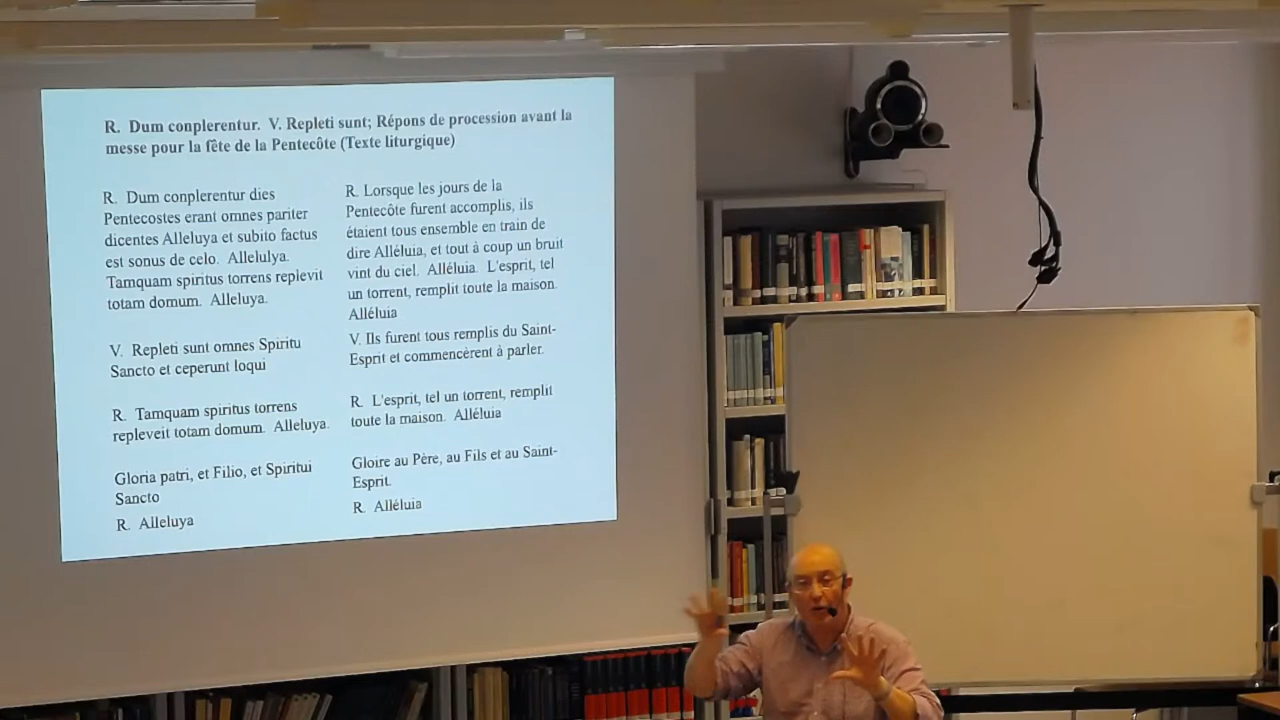 R. Dum conplerentur. V. Repleti sunt; Répons de procession avant la
messe pour la fête de la Pentecôte (Texte liturgique)
R. Dum conplerentur dies
Pentecostes erant omnes pariter
dicentes Alleluya et subito factus
est sonus de celo. Allelulya.
Tamquam spiritus torrens replevit
totam domum. Alleluya.
V. Repleti sunt omnes Spiritu
Sancto et ceperunt loqui
R. Tamquam spiritus torrens
repleveit totam domum. Alleluya.
Gloria patri, et Filio, et Spiritui
Sancto
R. Alleluya
R. Lorsque les jours de la
Pentecôte furent accomplis, ils
étaient tous ensemble en train de
dire Alléluia, et tout à coup un bruit
vint du ciel. Alléluia. L'esprit, tel
un torrent, remplit toute la maison.
Alléluia
V. Ils furent tous remplis du Saint-
Esprit et commencèrent à parler.
R. L'esprit, tel un torrent, remplit
toute la maison. Alléluia
Gloire au Père, au Fils et au Saint-
Esprit.
R. Alléluia